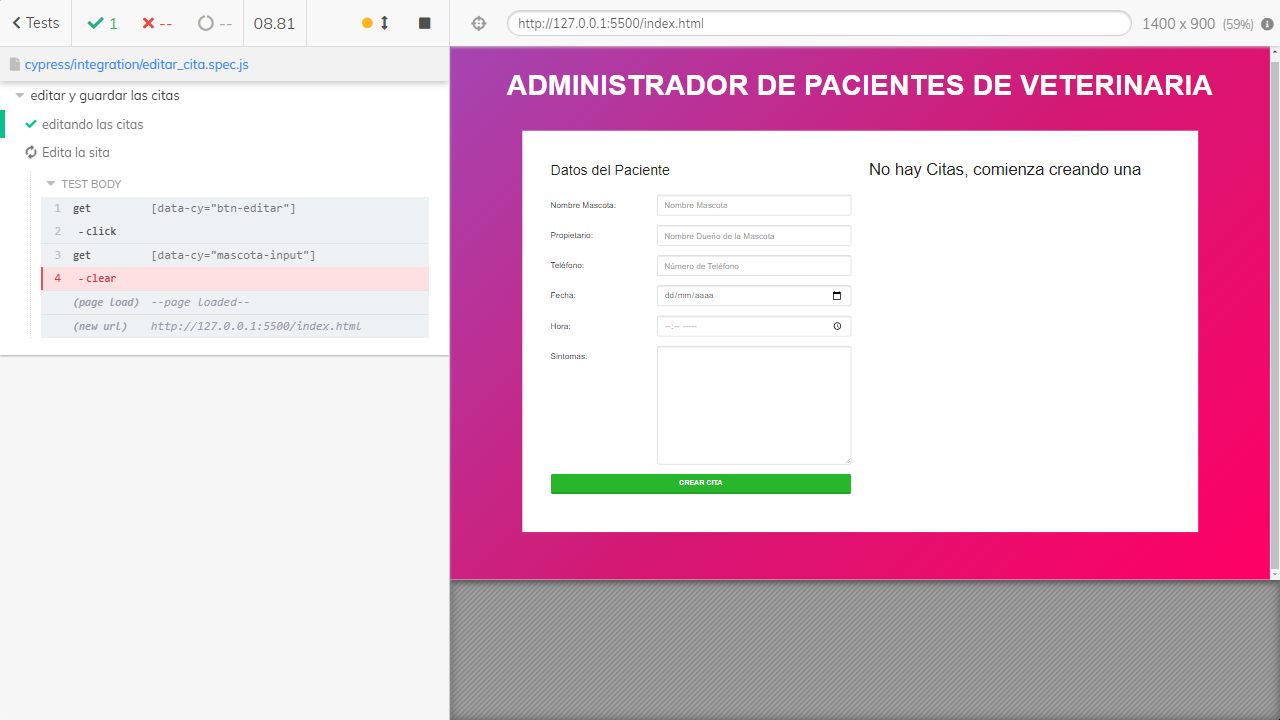 Tests
1
--
--
08.81
http://127.0.0.1:5500/index.html
1400 x 900 (59%)
cypress/integration/editar_cita.spec.js
editar y guardar las citas
editando las citas
Edita la sita
TEST BODY
1 get [data-cy="btn-editar"]
2 -click
3 get [data-cy="mascota-input"]
4 -clear
(page load) --page loaded--
(new url) http://127.0.0.1:5500/index.html
ADMINISTRADOR DE PACIENTES DE VETERINARIA
Datos del Paciente
Nombre Mascota: Nombre Mascota
Propietario: Nombre Dueño de la Mascota
Teléfono: Número de Teléfono
Fecha: dd/mm/aaaa
Hora: --:-- -----
Sintomas:
CREAR CITA
No hay Citas, comienza creando una